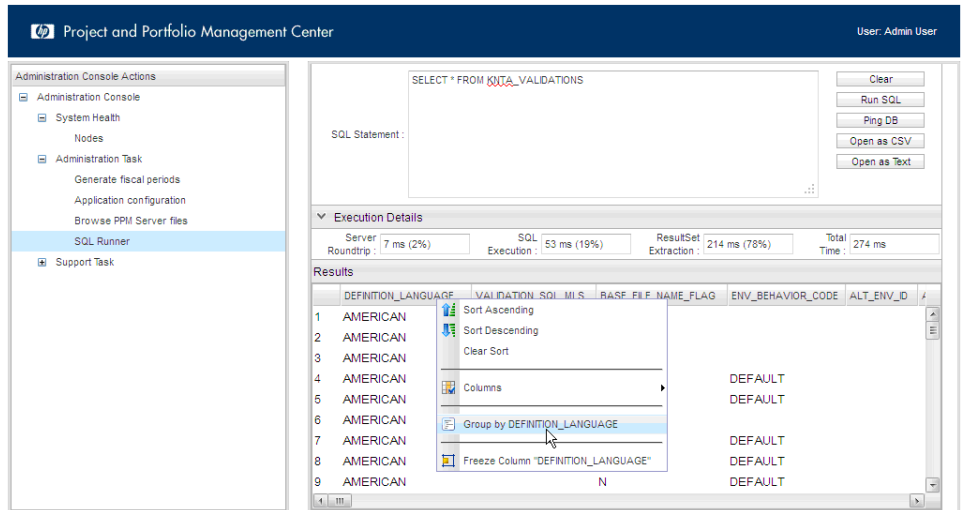 hp Project and Portfolio Management Center
User: Admin User
Administration Console Actions
Administration Console
System Health
Nodes
Administration Task
Generate fiscal periods
Application configuration
Browse PPM Server files
SQL Runner
Support Task
SQL Statement :
SELECT * FROM KNTA_VALIDATIONS
Clear
Run SQL
Ping DB
Open as CSV
Open as Text
Execution Details
Server Roundtrip : 7 ms (2%)
SQL Execution : 53 ms (19%)
ResultSet Extraction : 214 ms (78%)
Total Time : 274 ms
Results
DEFINITION_LANGUAGE VALIDATION_SQL_MLS BASE_FILE_NAME_FLAG ENV_BEHAVIOR_CODE ALT_ENV_ID
1 AMERICAN
2 AMERICAN
3 AMERICAN
4 AMERICAN DEFAULT
5 AMERICAN DEFAULT
6 AMERICAN
7 AMERICAN DEFAULT
8 AMERICAN DEFAULT
9 AMERICAN N DEFAULT
Sort Ascending
Sort Descending
Clear Sort
Columns
Group by DEFINITION_LANGUAGE
Freeze Column "DEFINITION_LANGUAGE"